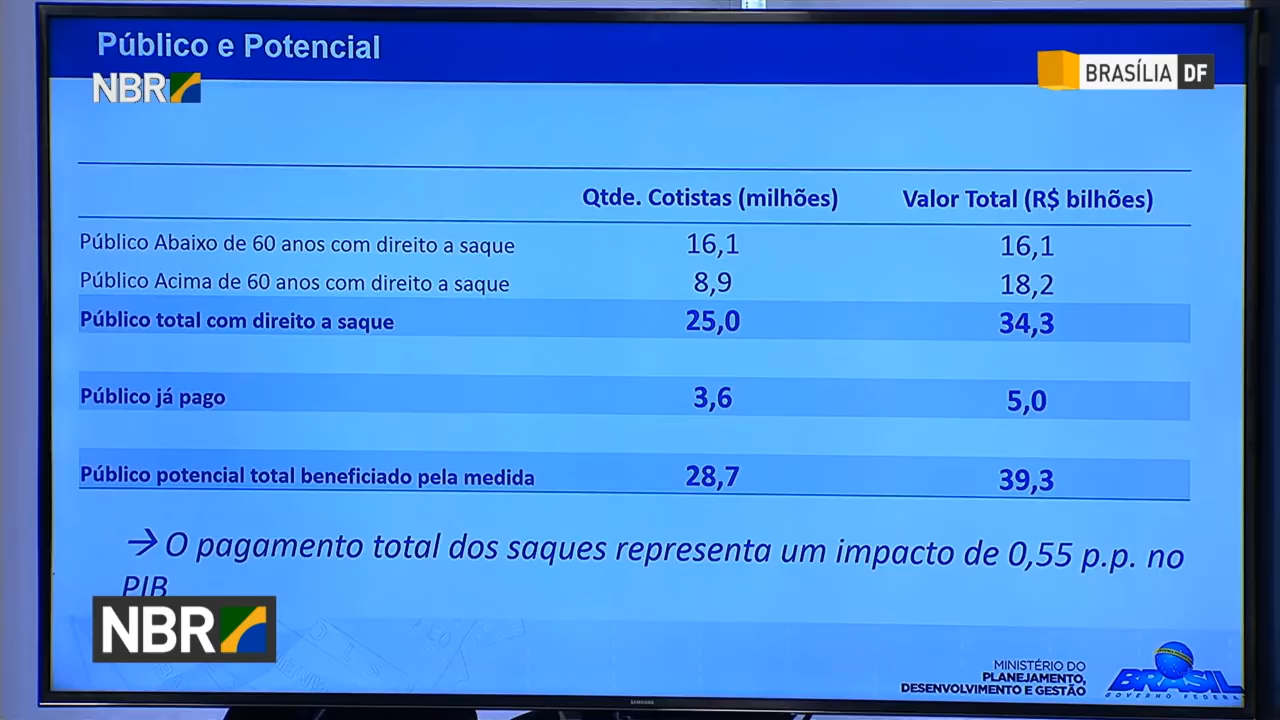 Público e Potencial
NBR
BRASÍLIA DF
Qtde. Cotistas (milhões) Valor Total (R$ bilhões)
Público Abaixo de 60 anos com direito a saque 16,1 16,1
Público Acima de 60 anos com direito a saque 8,9 18,2
Público total com direito a saque 25,0 34,3
Público já pago 3,6 5,0
Público potencial total beneficiado pela medida 28,7 39,3
→ O pagamento total dos saques representa um impacto de 0,55 p.p. no
PIB
NBR
MINISTÉRIO DO
PLANEJAMENTO,
DESENVOLVIMENTO E GESTÃO
BRASIL
GOVERNO FEDERAL
SAMSUNG